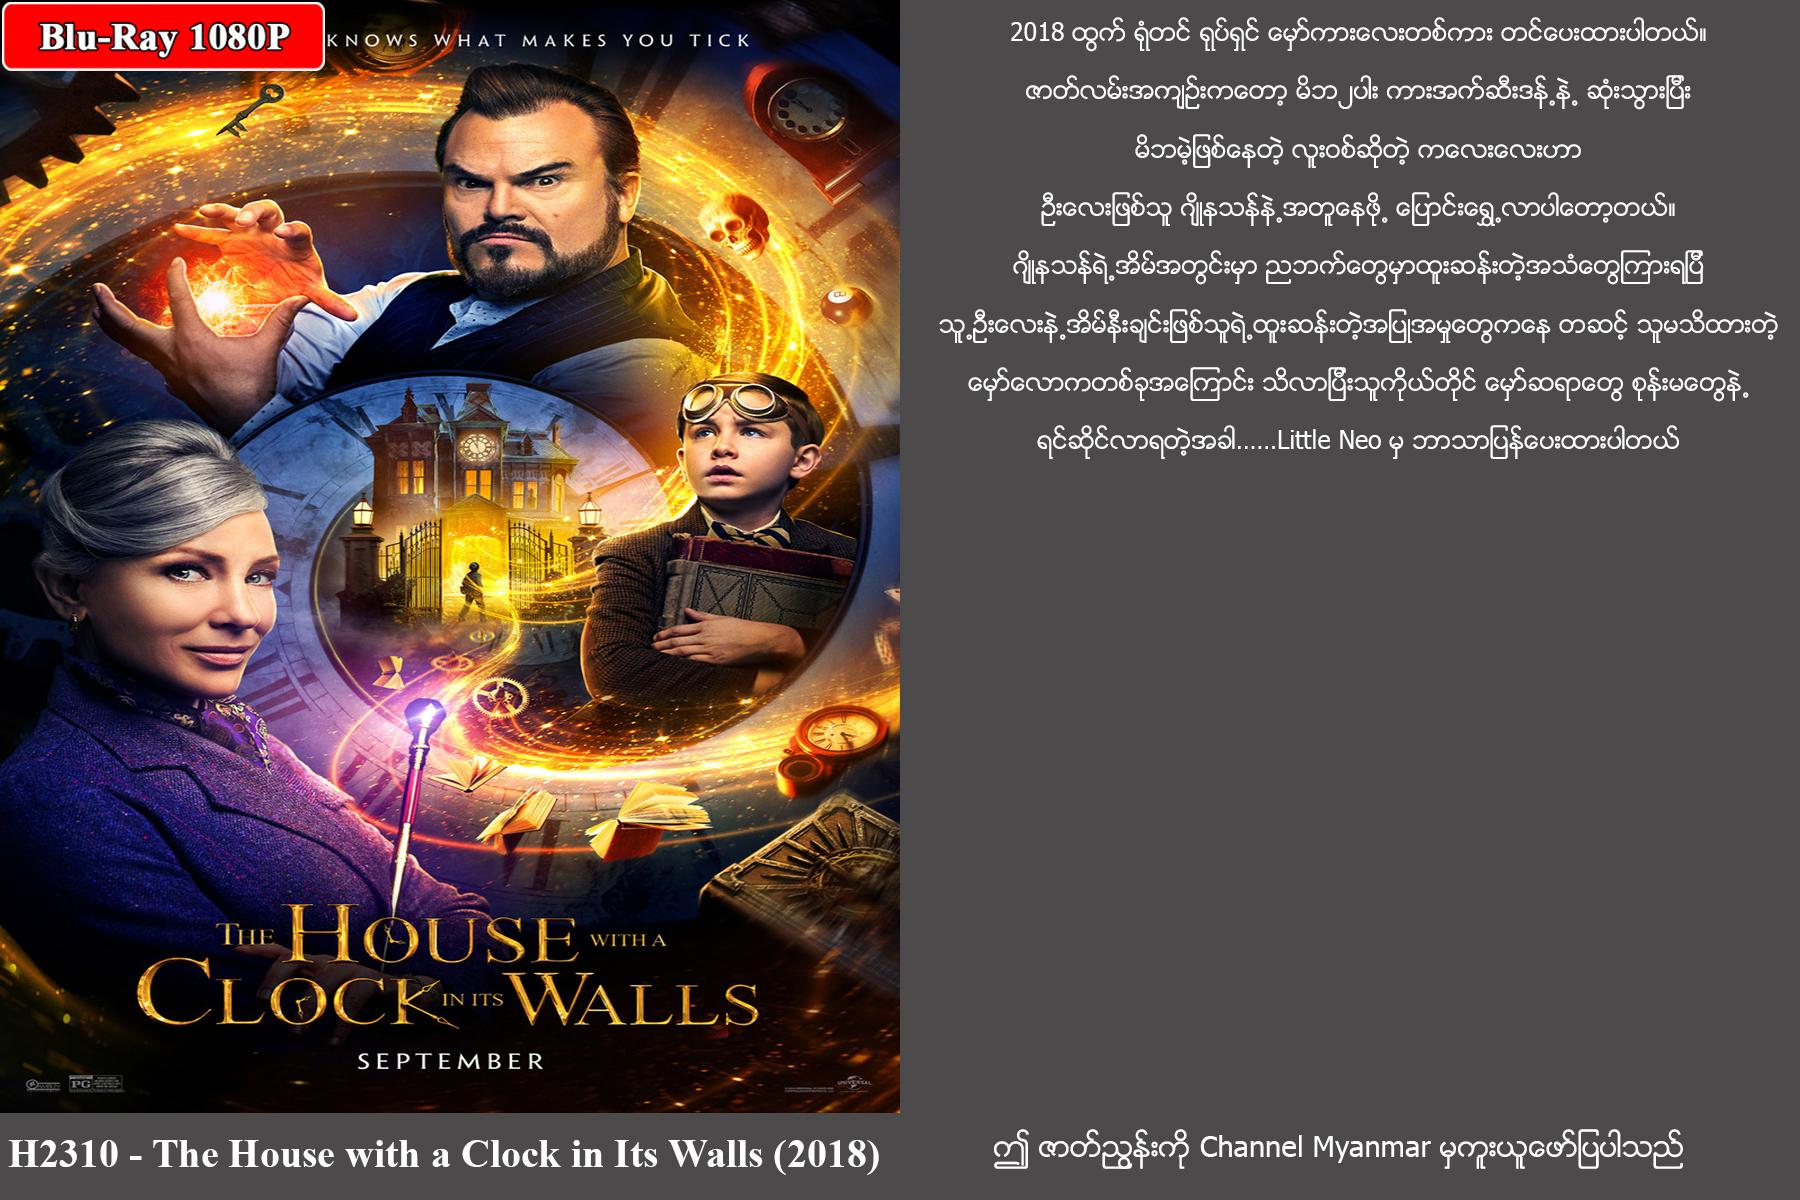 Blu-Ray 1080P
KNOWS WHAT MAKES YOU TICK
THE HOUSE WITH A
CLOCK IN ITS WALLS
SEPTEMBER
PG
UNIVERSAL
H2310 - The House with a Clock in Its Walls (2018)
2018 ထွက် ရုံတင် ရုပ်ရှင် မှော်ကားလေးတစ်ကား တင်ပေးထားပါတယ်။
ဇာတ်လမ်းအကျဉ်းကတော့ မိဘ၂ပါး ကားအက်ဆီးဒန့်နဲ့ ဆုံးသွားပြီး
မိဘမဲ့ဖြစ်နေတဲ့ လူးဝစ်ဆိုတဲ့ ကလေးလေးဟာ
ဦးလေးဖြစ်သူ ဂျိုနသန်နဲ့အတူနေဖို့ ပြောင်းရွှေ့လာပါတော့တယ်။
ဂျိုနသန်ရဲ့အိမ်အတွင်းမှာ ညဘက်တွေမှာထူးဆန်းတဲ့အသံတွေကြားရပြီ
သူ့ဦးလေးနဲ့အိမ်နီးချင်းဖြစ်သူရဲ့ထူးဆန်းတဲ့အပြုအမှုတွေကနေ တဆင့် သူမသိထားတဲ့
မှော်လောကတစ်ခုအကြောင်း သိလာပြီးသူကိုယ်တိုင် မှော်ဆရာတွေ စုန်းမတွေနဲ့
ရင်ဆိုင်လာရတဲ့အခါ......Little Neo မှ ဘာသာပြန်ပေးထားပါတယ်
ဤ ဇာတ်ညွှန်းကို Channel Myanmar မှကူးယူဖော်ပြပါသည်